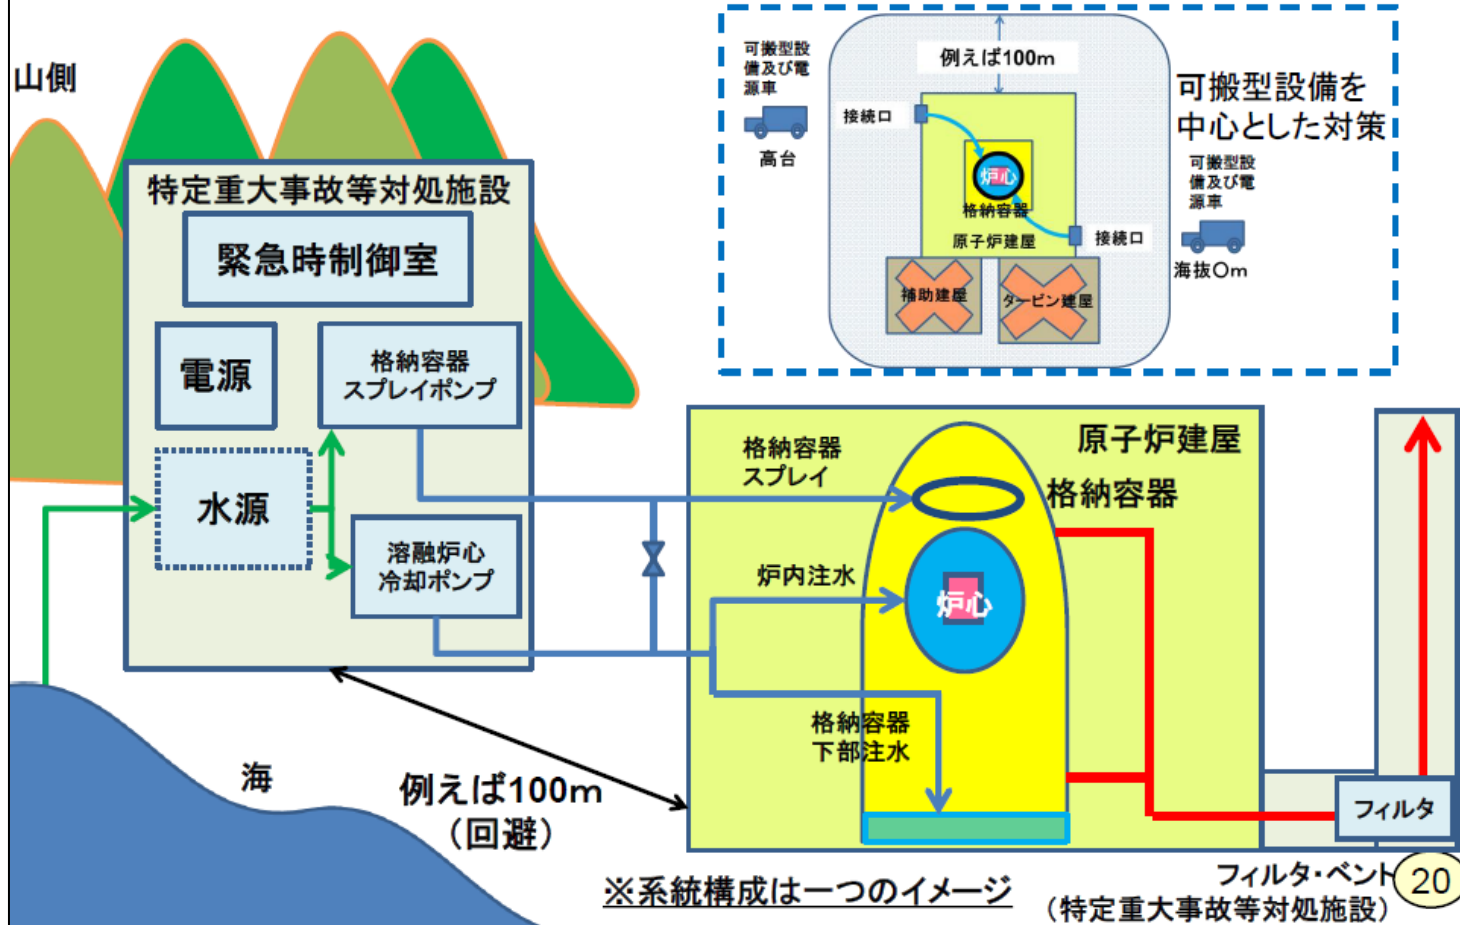 山側
特定重大事故等対処施設
緊急時制御室
電源
格納容器
スプレイポンプ
水源
溶融炉心
冷却ポンプ
海
例えば100m
（回避）
可搬型設
備及び電
源車
高台
例えば100m
接続口
炉心
格納容器
原子炉建屋
接続口
補助建屋
タービン建屋
可搬型設備を
中心とした対策
可搬型設
備及び電
源車
海抜〇m
原子炉建屋
格納容器
格納容器
スプレイ
炉内注水
炉心
格納容器
下部注水
フィルタ
※系統構成は一つのイメージ
フィルタ・ベント
（特定重大事故等対処施設）
20